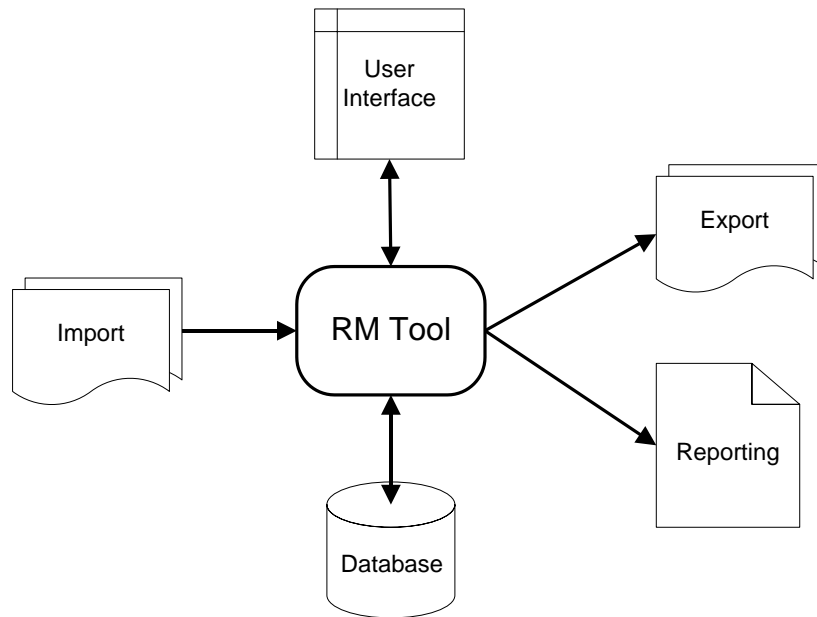 User
Interface
Export
Import
RM Tool
Reporting
Database